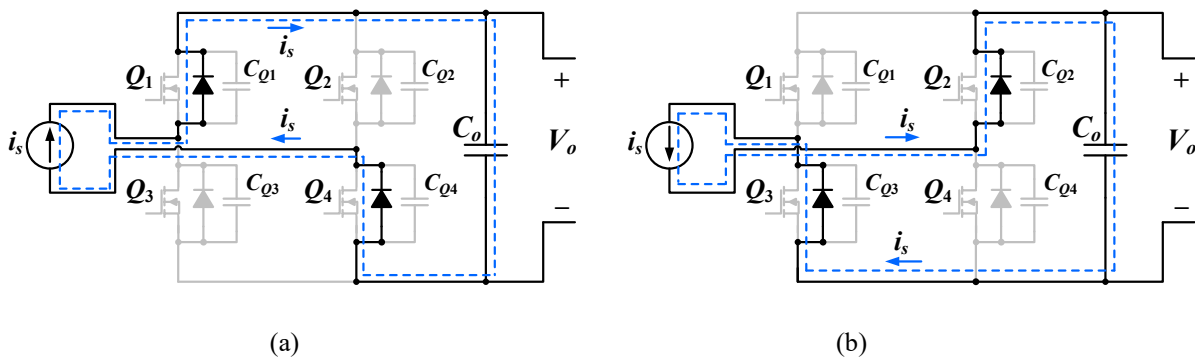 i_s
Q_1 C_Q1 Q_2 C_Q2
i_s i_s C_o V_o
+
−
Q_3 C_Q3 Q_4 C_Q4
(a)
Q_1 C_Q1 Q_2 C_Q2
i_s i_s C_o V_o
+
−
Q_3 C_Q3 Q_4 C_Q4
i_s
(b)